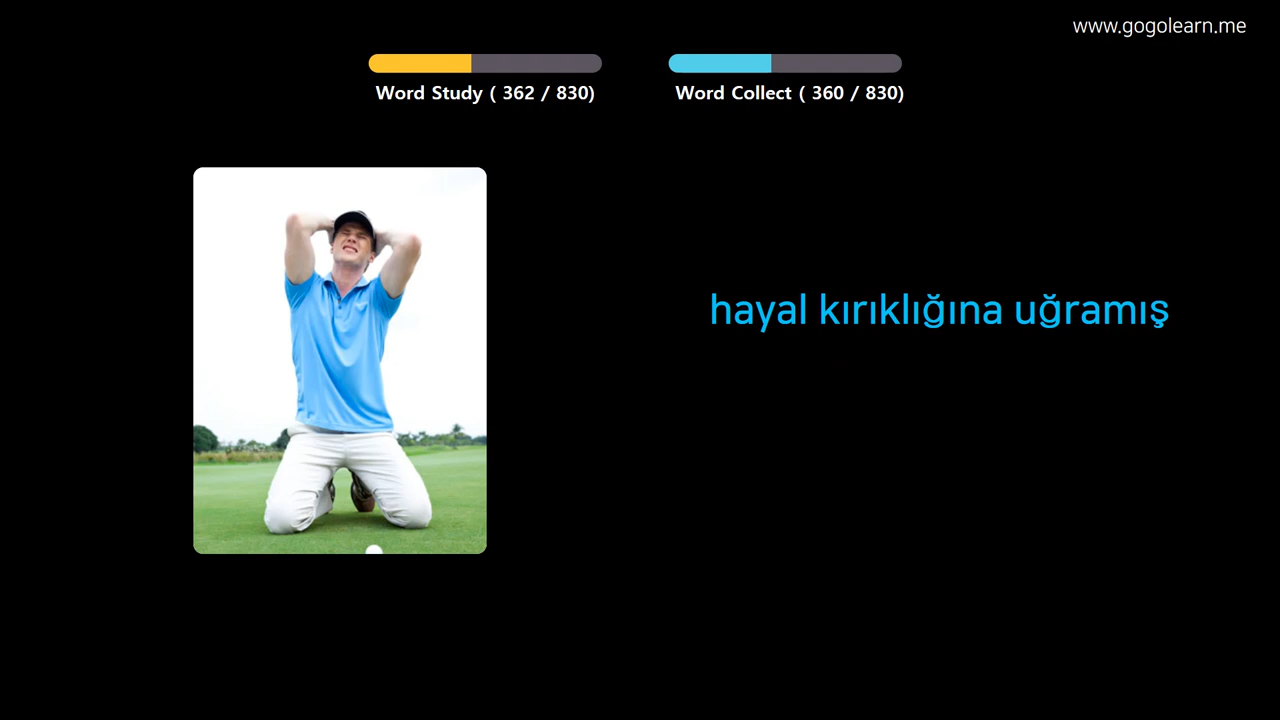 www.gogolearn.me
Word Study ( 362 / 830)
Word Collect ( 360 / 830)
hayal kırıklığına uğramış